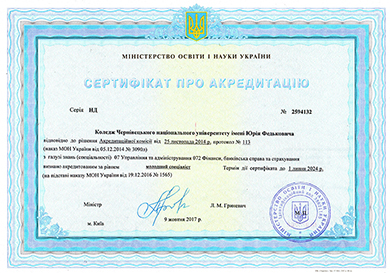 МІНІСТЕРСТВО ОСВІТИ І НАУКИ УКРАЇНИ
СЕРТИФІКАТ ПРО АКРЕДИТАЦІЮ
Серія НД № 2594132
Коледж Чернівецького національного університету імені Юрія Федьковича
відповідно до рішення Акредитаційної комісії від 25 листопада 2016 р. протокол № 113
(наказ МОН України від 05.12.2016 № 3090л)
з галузі знань (спеціальності) 07 Управління та адміністрування 072 Фінанси, банківська справа та страхування
визнано акредитованим за рівнем молодший спеціаліст Термін дії сертифіката до 1 липня 2024 р.
(на підставі наказу МОН України від 19.12.2016 № 1565)
Міністр Л. М. Гриневич
м. Київ 9 жовтня 2017 р.
М.П.